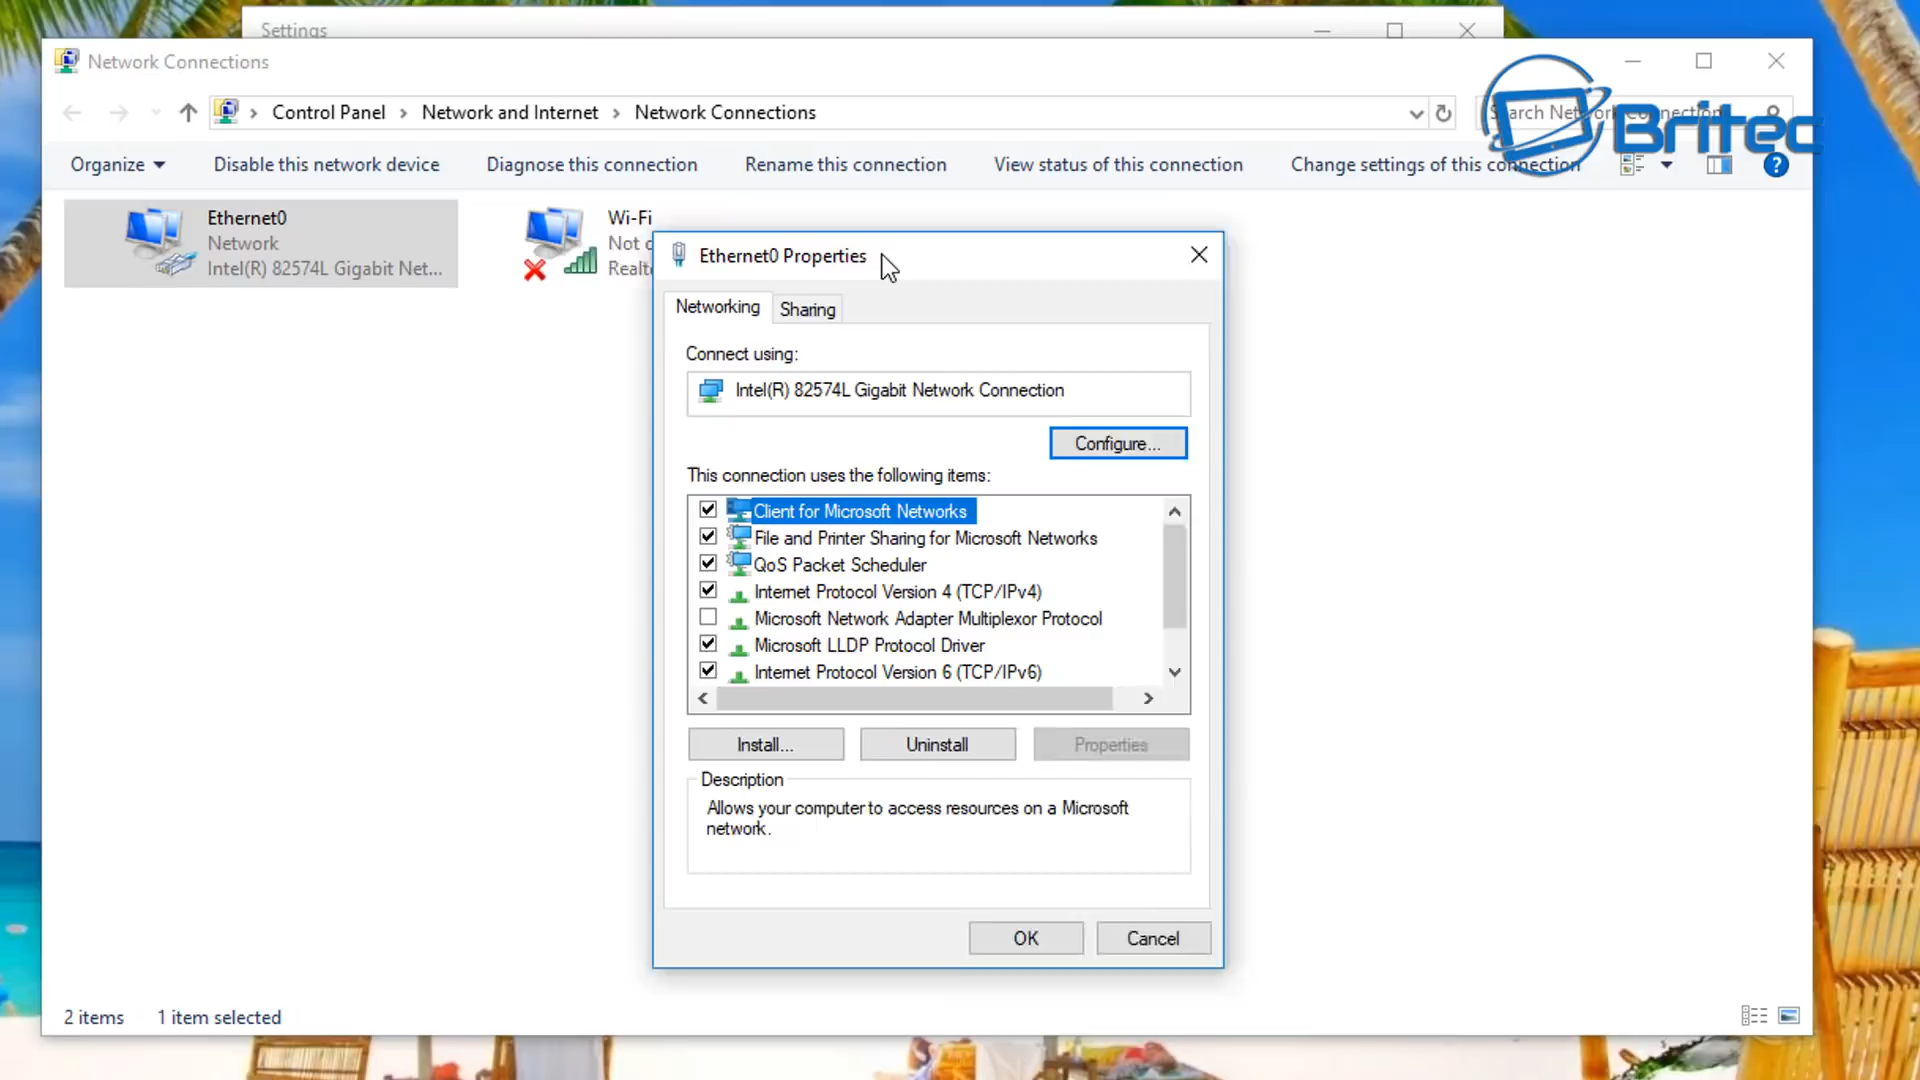 Settings
Network Connections
Control Panel > Network and Internet > Network Connections
Britec
Organize
Disable this network device
Diagnose this connection
Rename this connection
View status of this connection
Change settings of this connection
Ethernet0
Network
Intel(R) 82574L Gigabit Net...
Wi-Fi
Ethernet0 Properties
Networking
Sharing
Connect using:
Intel(R) 82574L Gigabit Network Connection
Configure...
This connection uses the following items:
Client for Microsoft Networks
File and Printer Sharing for Microsoft Networks
QoS Packet Scheduler
Internet Protocol Version 4 (TCP/IPv4)
Microsoft Network Adapter Multiplexor Protocol
Microsoft LLDP Protocol Driver
Internet Protocol Version 6 (TCP/IPv6)
Install...
Uninstall
Properties
Description
Allows your computer to access resources on a Microsoft
network.
OK
Cancel
2 items
1 item selected